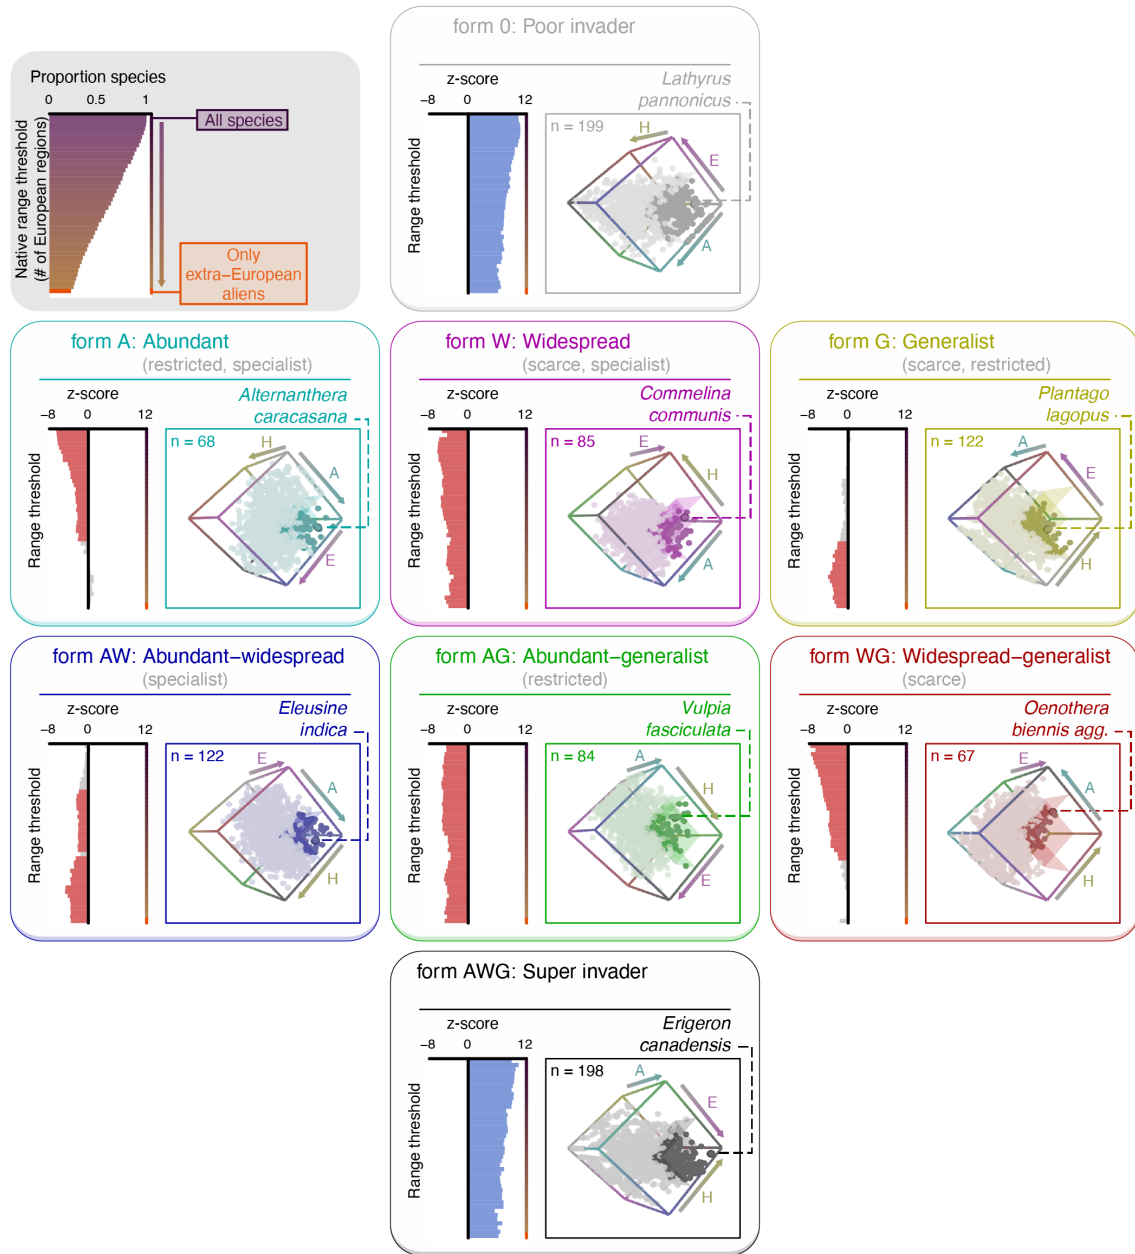 form 0: Poor invader
z-score
−8 0 12
Range threshold
Lathyrus
pannonicus
n = 199
H
E
A
Proportion species
0 0.5 1
Native range threshold
(# of European regions)
All species
Only
extra−European
aliens
form A: Abundant
(restricted, specialist)
z-score
−8 0 12
Range threshold
Alternanthera
caracasana
n = 68
H
A
E
form W: Widespread
(scarce, specialist)
z-score
−8 0 12
Range threshold
Commelina
communis
n = 85
E
H
A
form G: Generalist
(scarce, restricted)
z-score
−8 0 12
Range threshold
Plantago
lagopus
n = 122
A
E
H
form AW: Abundant−widespread
(specialist)
z-score
−8 0 12
Range threshold
Eleusine
indica
n = 122
E
A
H
form AG: Abundant−generalist
(restricted)
z-score
−8 0 12
Range threshold
Vulpia
fasciculata
n = 84
A
H
E
form WG: Widespread−generalist
(scarce)
z-score
−8 0 12
Range threshold
Oenothera
biennis agg.
n = 67
E
A
H
form AWG: Super invader
z-score
−8 0 12
Range threshold
Erigeron
canadensis
n = 198
A
E
H